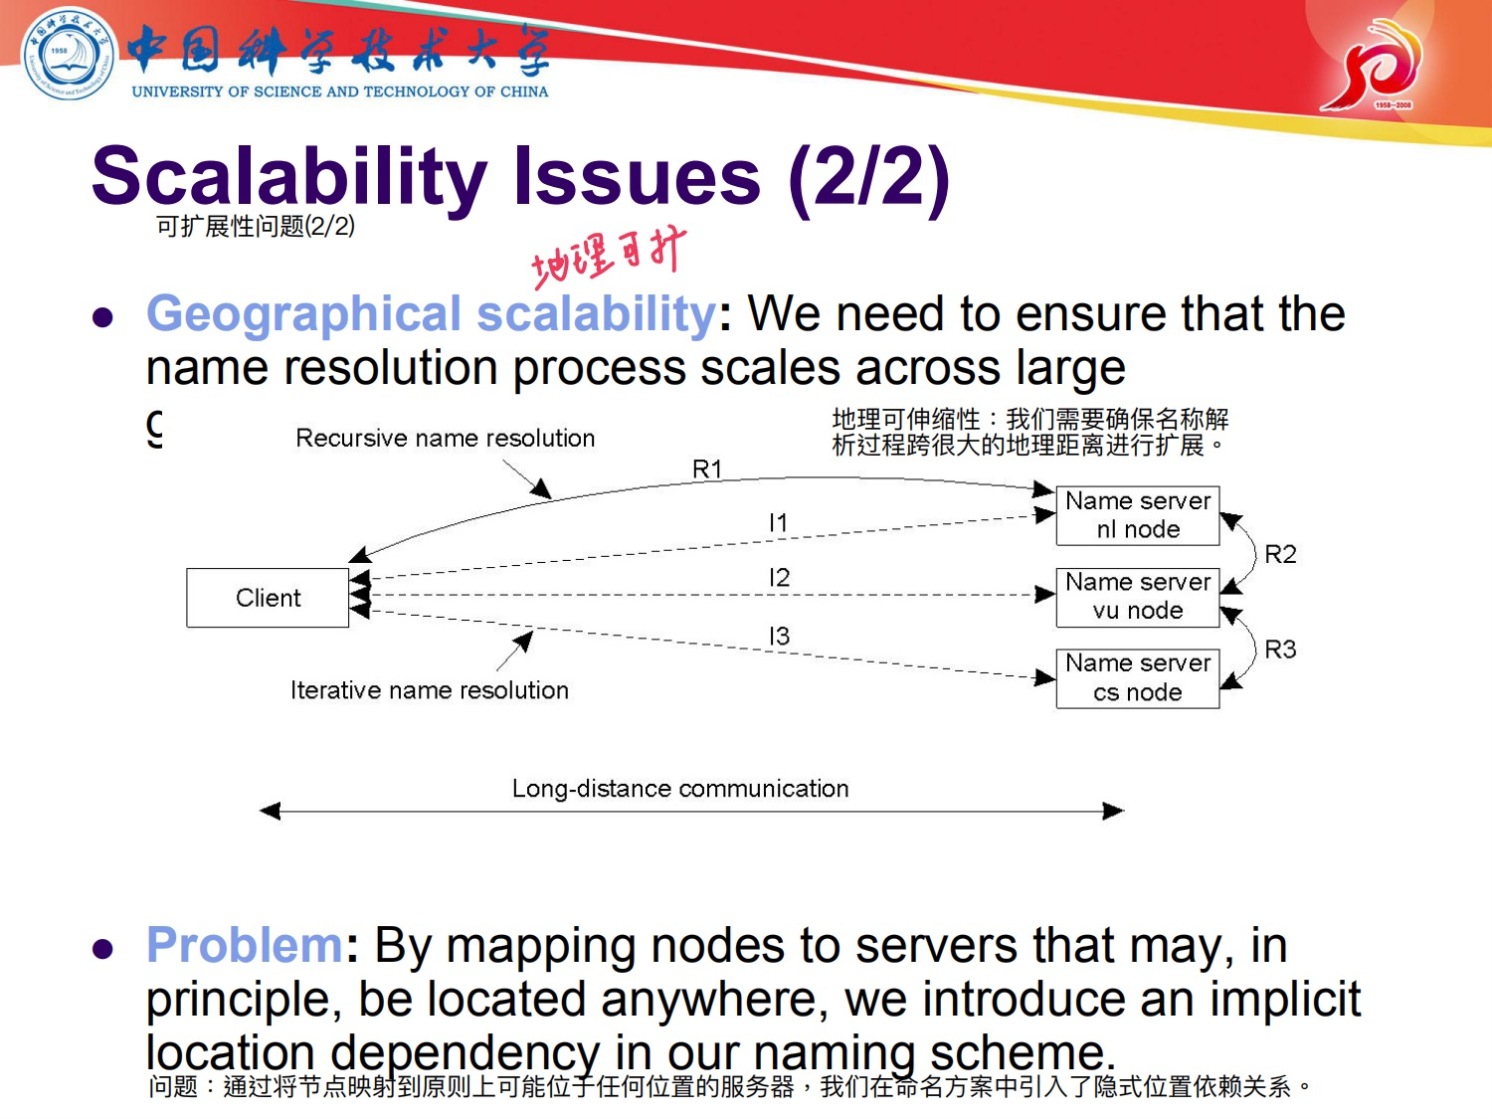 中国科学技术大学
UNIVERSITY OF SCIENCE AND TECHNOLOGY OF CHINA
1958
1958—2008
Scalability Issues (2/2)
可扩展性问题(2/2)
地理可扩
Geographical scalability: We need to ensure that the
name resolution process scales across large
g
地理可伸缩性：我们需要确保名称解
析过程跨很大的地理距离进行扩展。
Recursive name resolution
R1
Name server
nl node
I1
R2
I2
Client
Name server
vu node
I3
R3
Name server
cs node
Iterative name resolution
Long-distance communication
Problem: By mapping nodes to servers that may, in
principle, be located anywhere, we introduce an implicit
location dependency in our naming scheme.
问题：通过将节点映射到原则上可能位于任何位置的服务器，我们在命名方案中引入了隐式位置依赖关系。